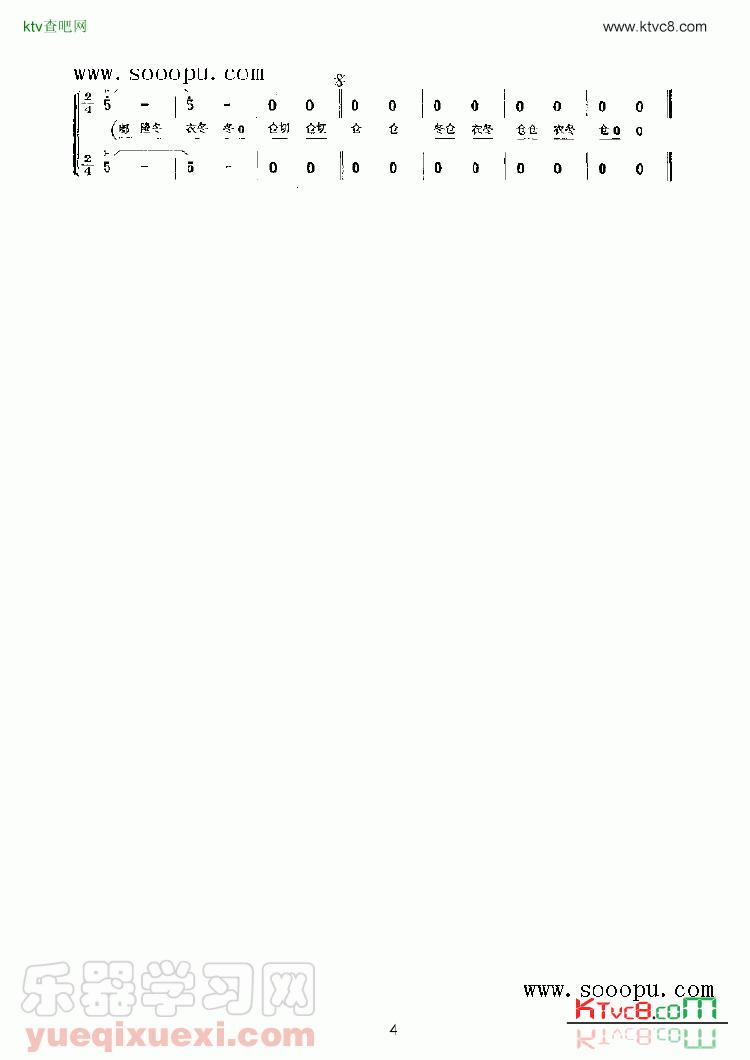 ktv查吧网 www.ktvc8.com
www.sooopu.com
2/4 5 - | 5 - | 0 0 || 0 0 | 0 0 | 0 0 | 0 0 ||
(嘟 隆冬 衣冬 冬0 仓切 仓切 仓 仓 冬仓 衣冬 仓仓 衣冬 仓0 0
2/4 5 - | 5 - | 0 0 || 0 0 | 0 0 | 0 0 | 0 0 ||
乐器学习网
yueqixuexi.com
www.sooopu.com
KTvc8.com
4